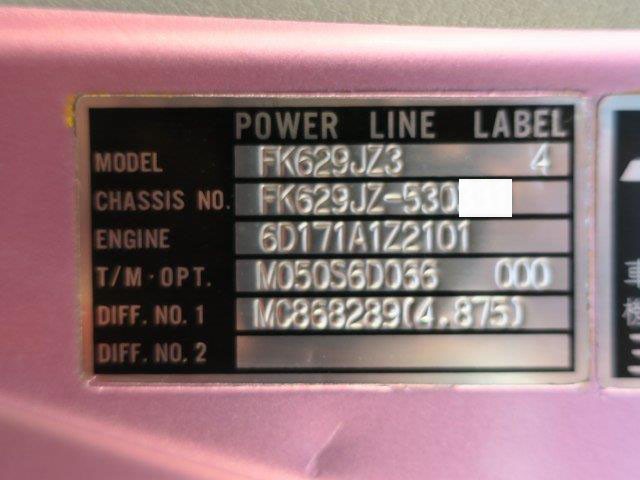 POWER LINE LABEL
MODEL FK629JZ3 4
CHASSIS NO. FK629JZ-530
ENGINE 6D171A1Z2101
T/M·OPT. M050S6D066 000
DIFF. NO. 1 MC868289(4.875)
DIFF. NO. 2